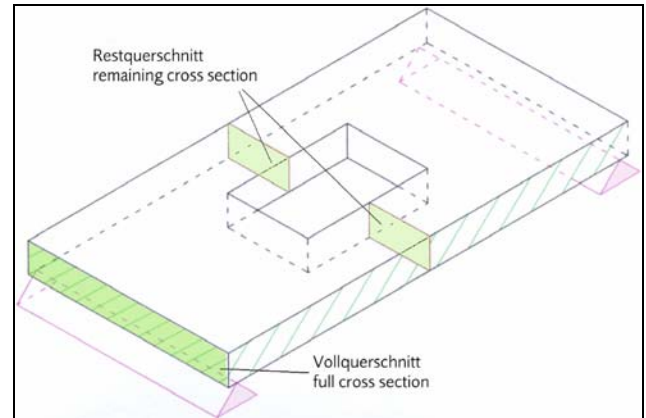 Restquerschnitt
remaining cross section
Vollquerschnitt
full cross section